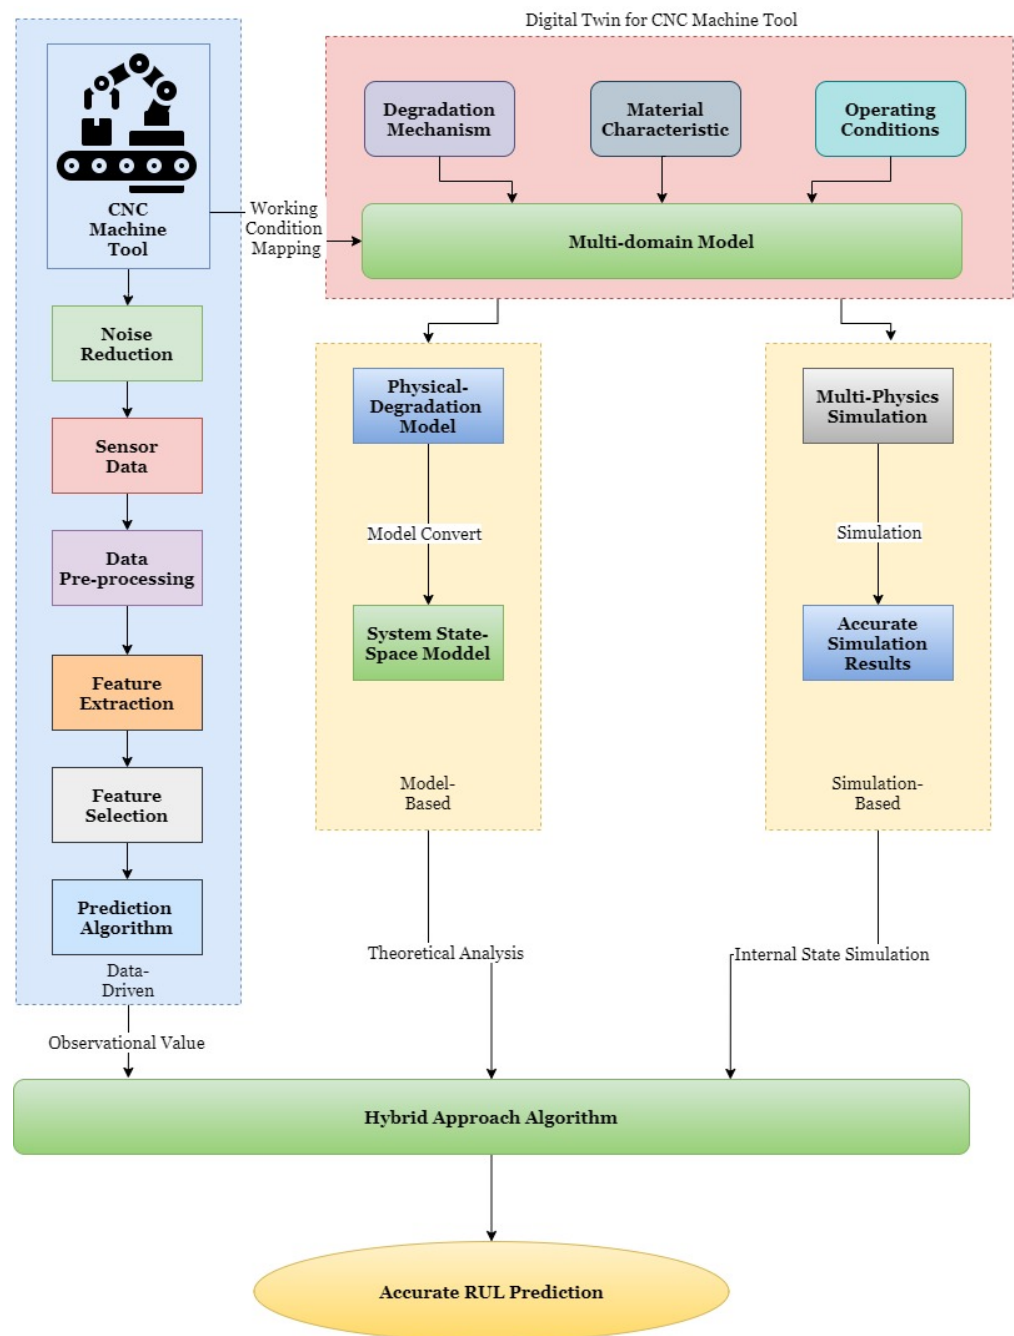 Digital Twin for CNC Machine Tool
CNC
Machine
Tool
Degradation
Mechanism
Material
Characteristic
Operating
Conditions
Working
Condition
Mapping
Multi-domain Model
Noise
Reduction
Sensor
Data
Data
Pre-processing
Feature
Extraction
Feature
Selection
Prediction
Algorithm
Data-
Driven
Physical-
Degradation
Model
Model Convert
System State-
Space Moddel
Model-
Based
Multi-Physics
Simulation
Simulation
Accurate
Simulation
Results
Simulation-
Based
Observational Value
Theoretical Analysis
Internal State Simulation
Hybrid Approach Algorithm
Accurate RUL Prediction